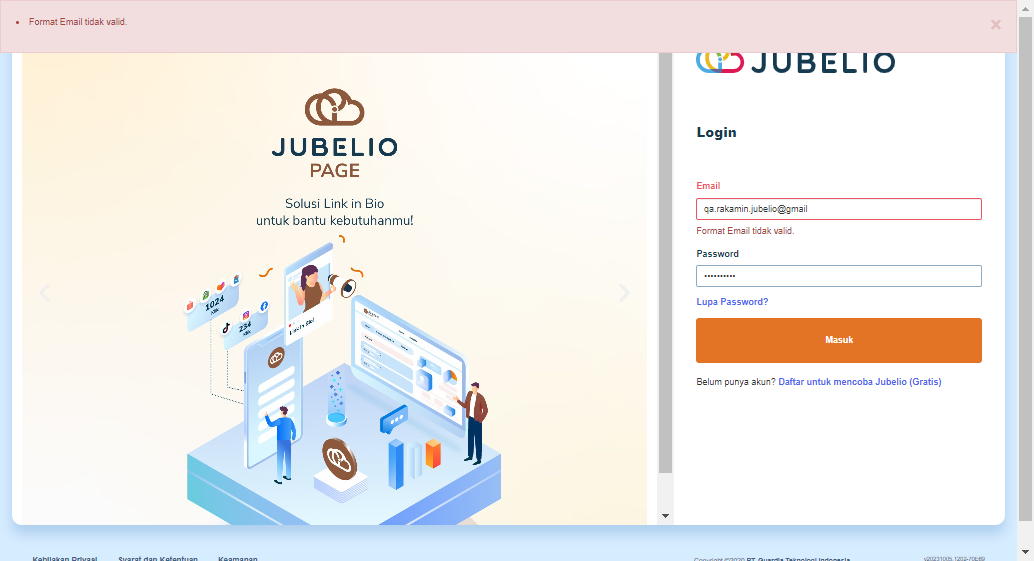 Format Email tidak valid.
JUBELIO
PAGE
Solusi Link in Bio
untuk bantu kebutuhanmu!
1024
234
JUBELIO
Login
Email
qa.rakamin.jubelio@gmail
Format Email tidak valid.
Password
Lupa Password?
Masuk
Belum punya akun? Daftar untuk mencoba Jubelio (Gratis)
Kebijakan Privasi Syarat dan Ketentuan Keamanan
Copyright ©2020 PT. Guardia Teknologi Indonesia